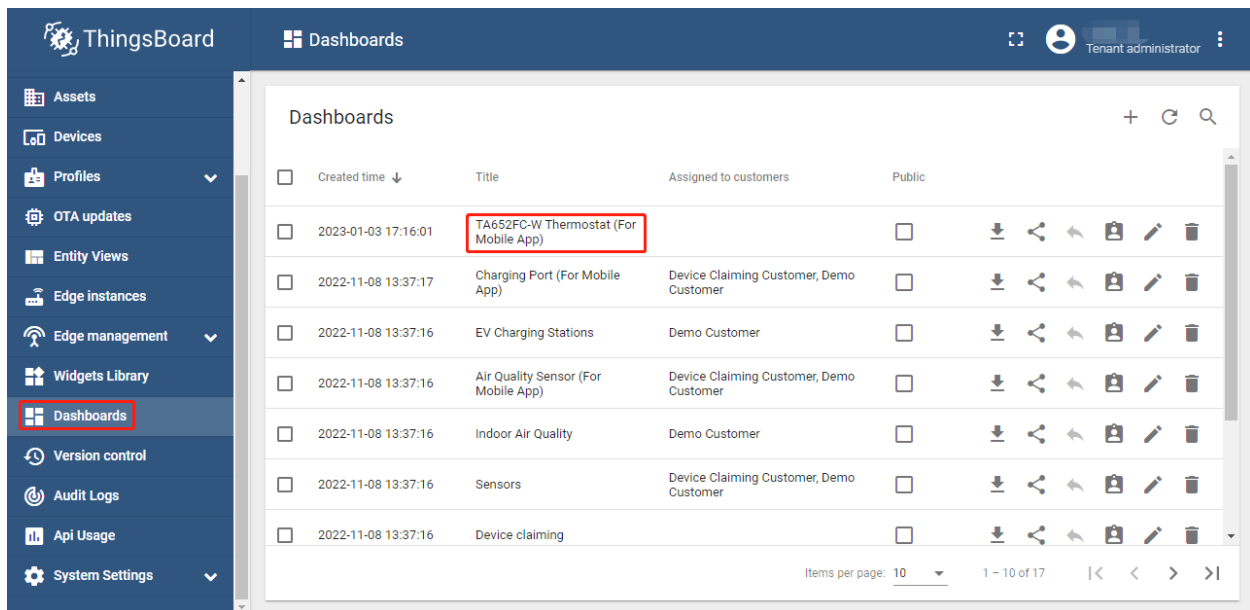 ThingsBoard
Dashboards
Tenant administrator
Assets
Devices
Profiles
OTA updates
Entity Views
Edge instances
Edge management
Widgets Library
Dashboards
Version control
Audit Logs
Api Usage
System Settings
Dashboards
Created time Title Assigned to customers Public
2023-01-03 17:16:01 TA652FC-W Thermostat (For
Mobile App)
2022-11-08 13:37:17 Charging Port (For Mobile
App) Device Claiming Customer, Demo
Customer
2022-11-08 13:37:16 EV Charging Stations Demo Customer
2022-11-08 13:37:16 Air Quality Sensor (For
Mobile App) Device Claiming Customer, Demo
Customer
2022-11-08 13:37:16 Indoor Air Quality Demo Customer
2022-11-08 13:37:16 Sensors Device Claiming Customer, Demo
Customer
2022-11-08 13:37:16 Device claiming
Items per page: 10 1 – 10 of 17